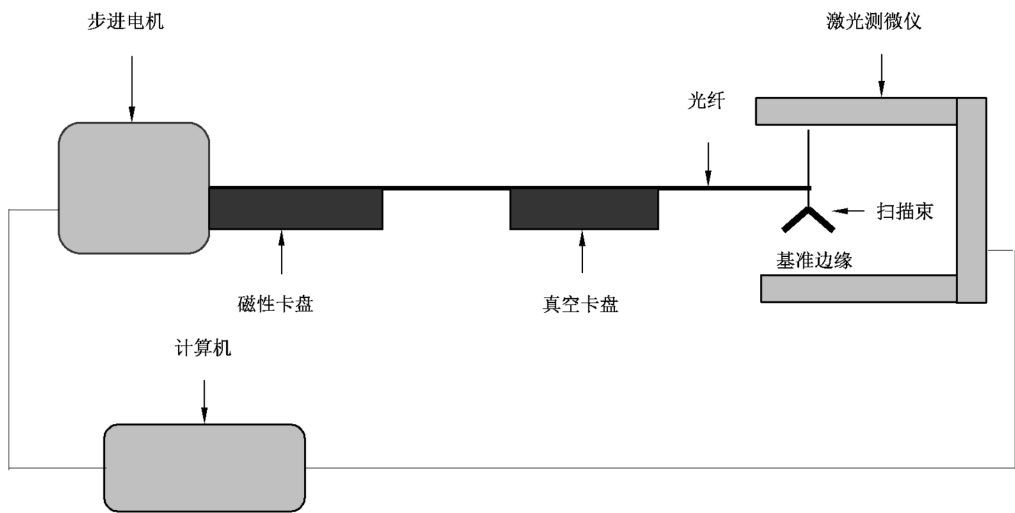 步进电机
激光测微仪
光纤
扫描束
基准边缘
磁性卡盘
真空卡盘
计算机